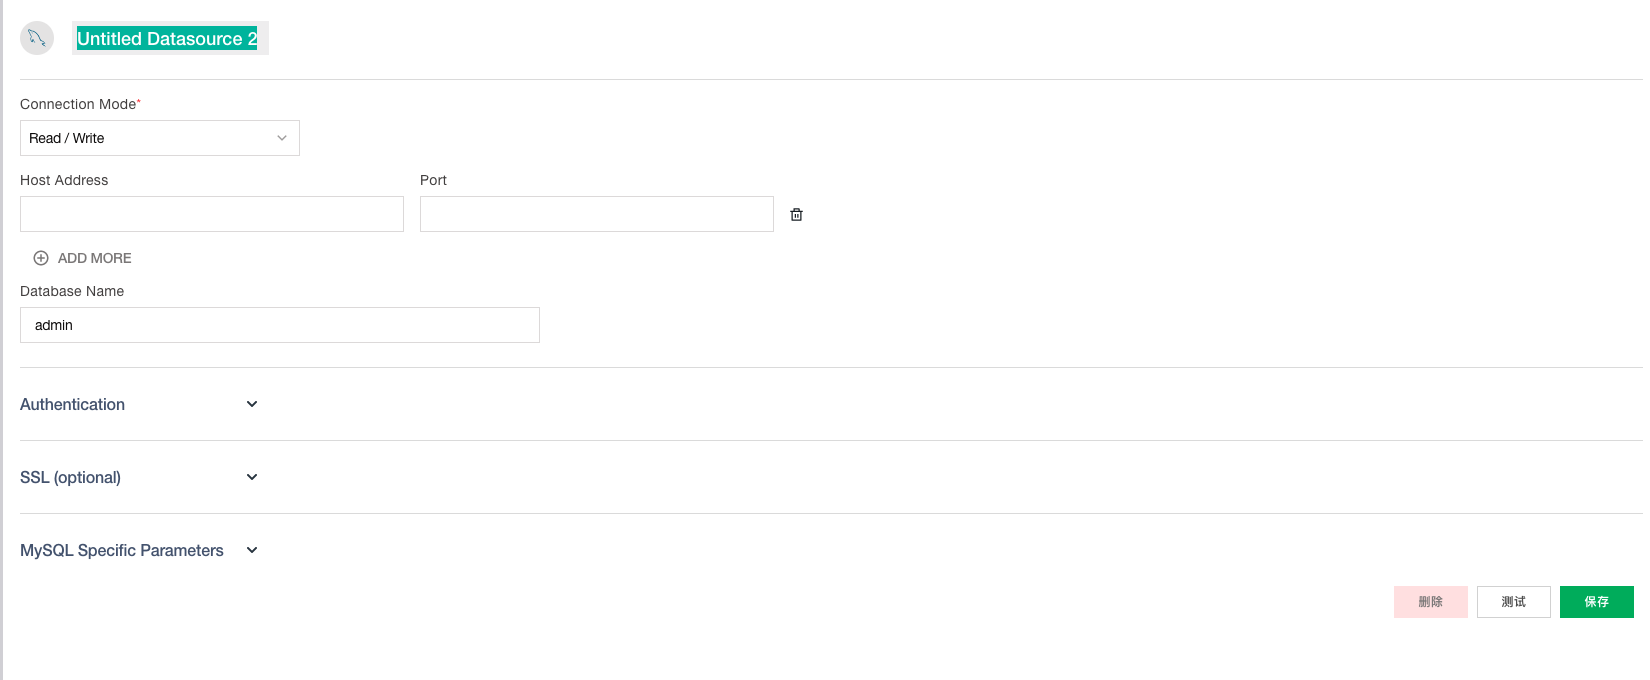 Untitled Datasource 2
Connection Mode*
Read / Write
Host Address Port
ADD MORE
Database Name
admin
Authentication
SSL (optional)
MySQL Specific Parameters
删除 测试 保存